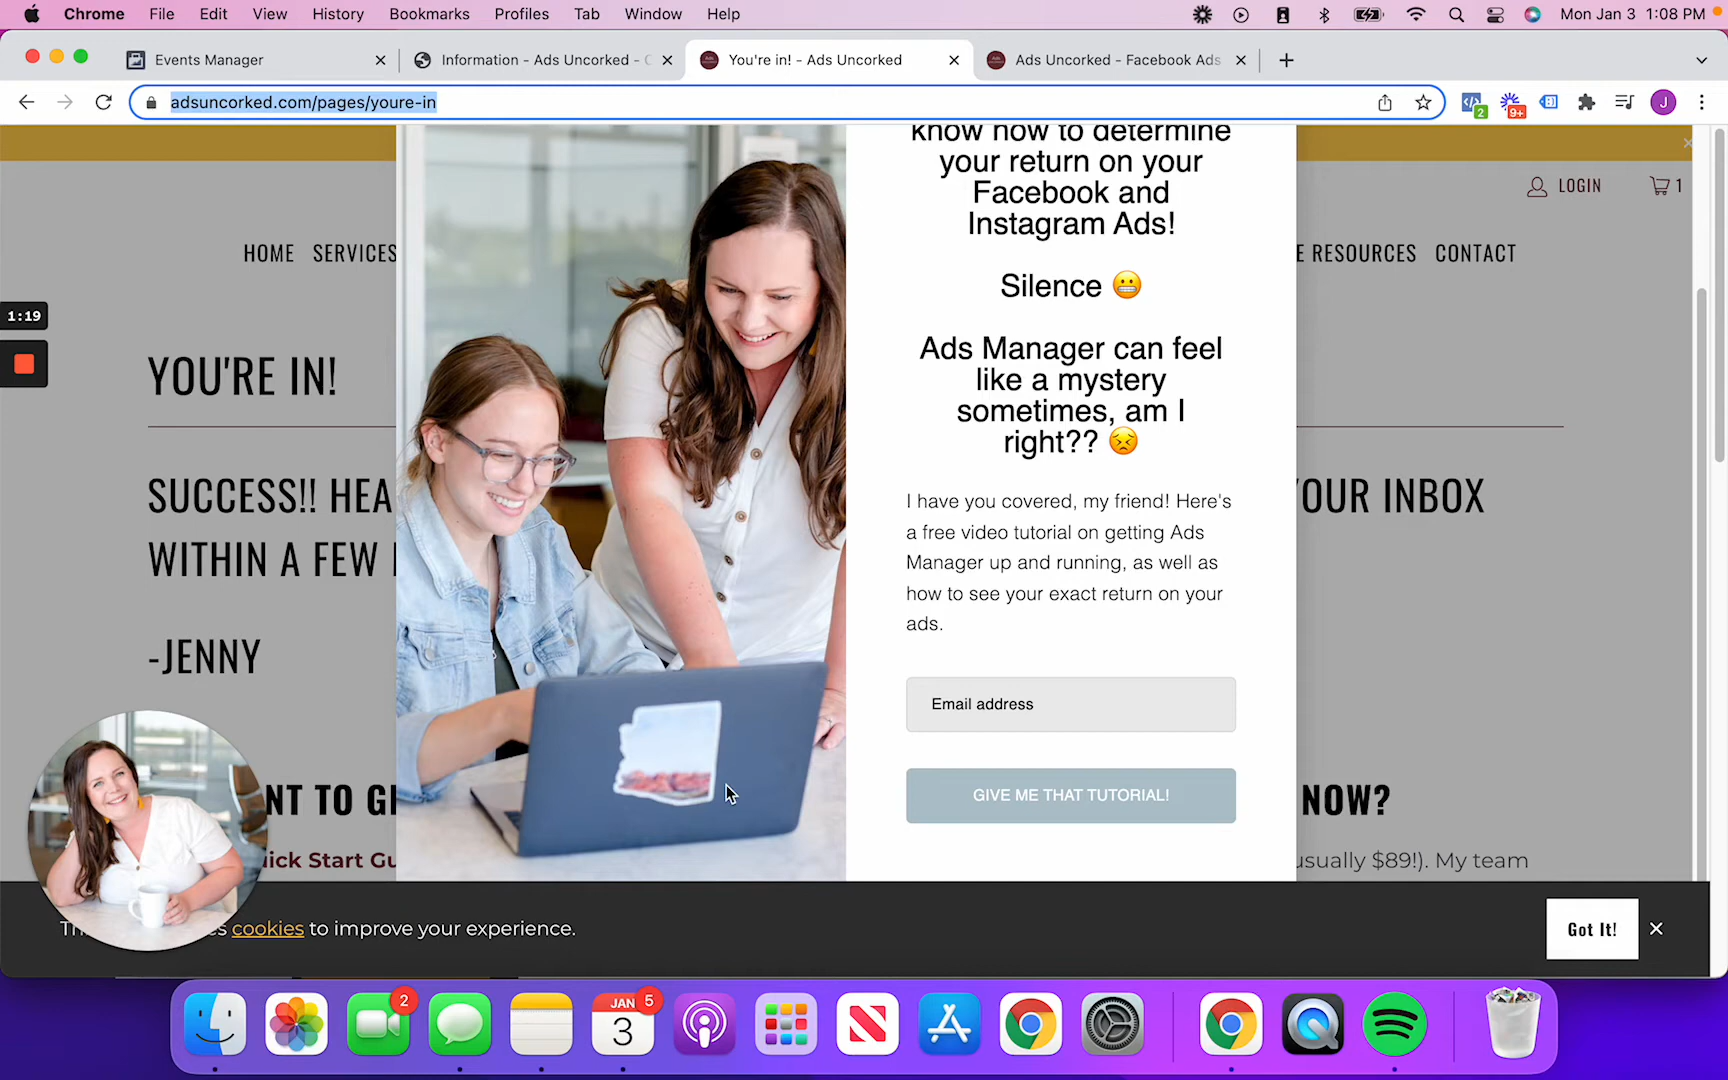 Chrome File Edit View History Bookmarks Profiles Tab Window Help Mon Jan 3 1:08 PM
Events Manager
Information - Ads Uncorked -
You're in! - Ads Uncorked
Ads Uncorked - Facebook Ads
adsuncorked.com/pages/youre-in
2
9+
J
know how to determine
your return on your
Facebook and
Instagram Ads!
Silence 😬
Ads Manager can feel
like a mystery
sometimes, am I
right?? 😣
I have you covered, my friend! Here's
a free video tutorial on getting Ads
Manager up and running, as well as
how to see your exact return on your
ads.
Email address
GIVE ME THAT TUTORIAL!
LOGIN 1
HOME SERVICES
E RESOURCES CONTACT
1:19
YOU'RE IN!
SUCCESS!! HEA
OUR INBOX
WITHIN A FEW
-JENNY
NT TO G
NOW?
ick Start Gu
usually $89!). My team
cookies to improve your experience.
Got It!
2
JAN 5
3